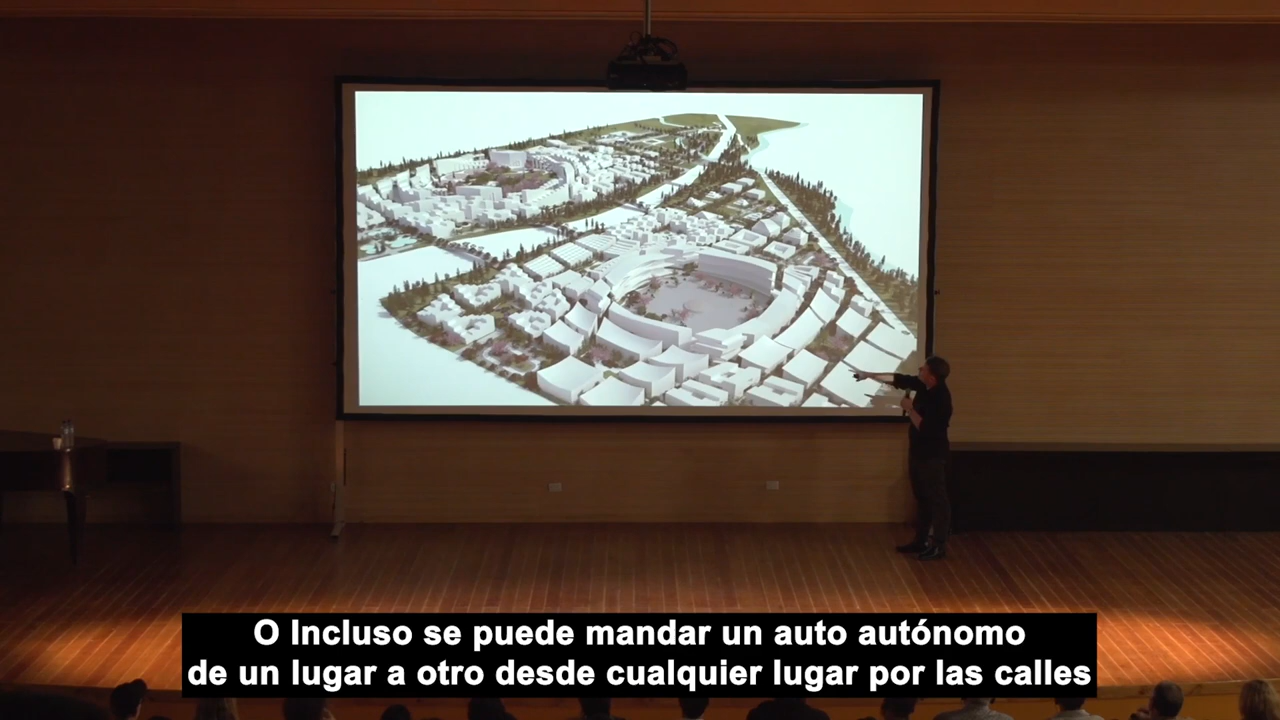 O Incluso se puede mandar un auto autónomo
de un lugar a otro desde cualquier lugar por las calles